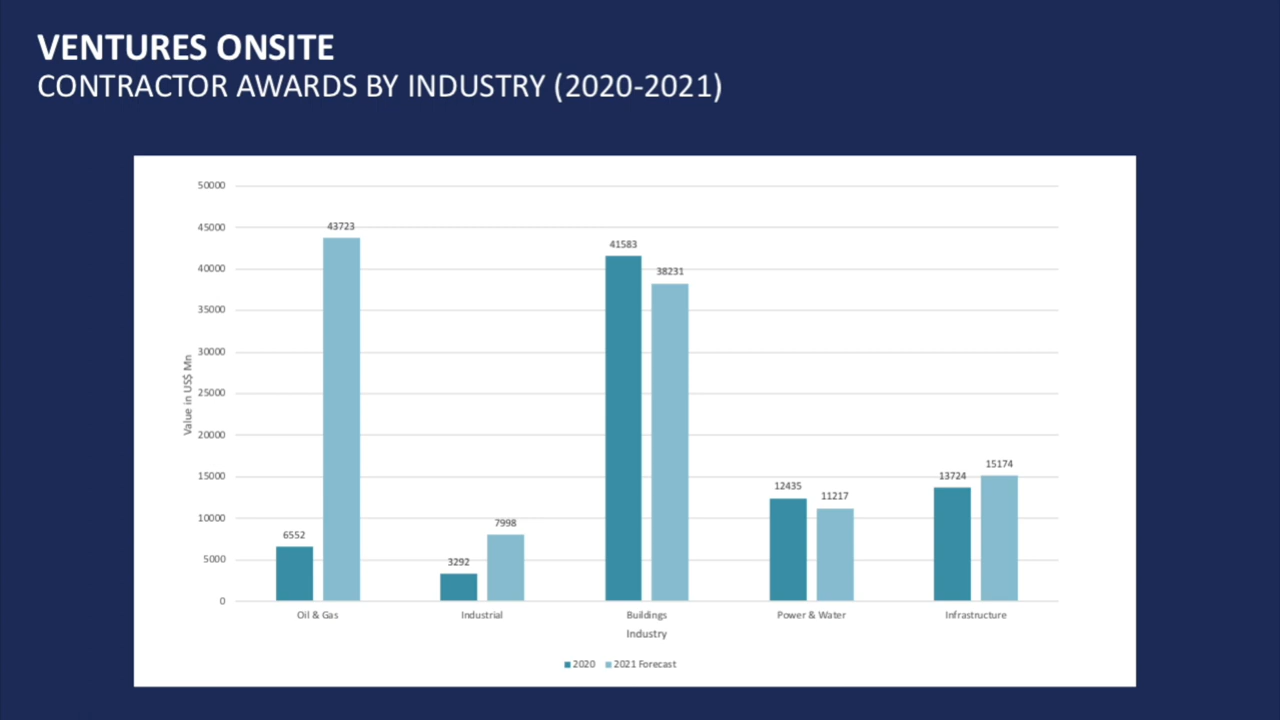 VENTURES ONSITE
CONTRACTOR AWARDS BY INDUSTRY (2020-2021)
50000
45000
40000
35000
30000
25000
20000
15000
10000
5000
0
Value in US$ Mn
6552
43723
3292
7998
41583
38231
12435
11217
13724
15174
Oil & Gas
Industrial
Buildings
Power & Water
Infrastructure
Industry
2020
2021 Forecast